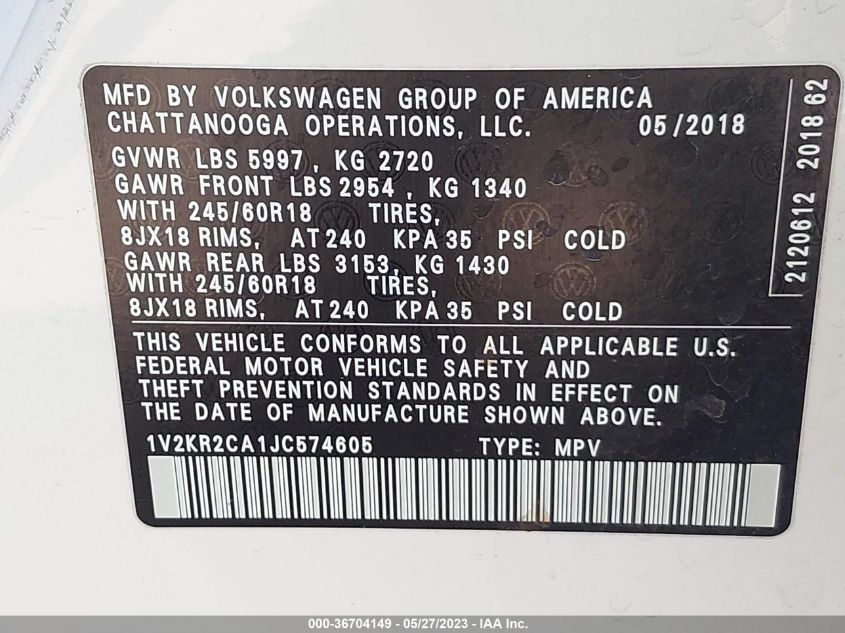 MFD BY VOLKSWAGEN GROUP OF AMERICA
CHATTANOOGA OPERATIONS, LLC. 05/2018
GVWR LBS 5997 , KG 2720
GAWR FRONT LBS 2954 , KG 1340
WITH 245/60R18 TIRES,
8JX18 RIMS, AT 240 KPA 35 PSI COLD
GAWR REAR LBS 3153, KG 1430
WITH 245/60R18 TIRES,
8JX18 RIMS, AT 240 KPA 35 PSI COLD
THIS VEHICLE CONFORMS TO ALL APPLICABLE U.S.
FEDERAL MOTOR VEHICLE SAFETY AND
THEFT PREVENTION STANDARDS IN EFFECT ON
THE DATE OF MANUFACTURE SHOWN ABOVE.
1V2KR2CA1JC574605 TYPE: MPV
2120612 2018 62
000-36704149 - 05/27/2023 - IAA Inc.